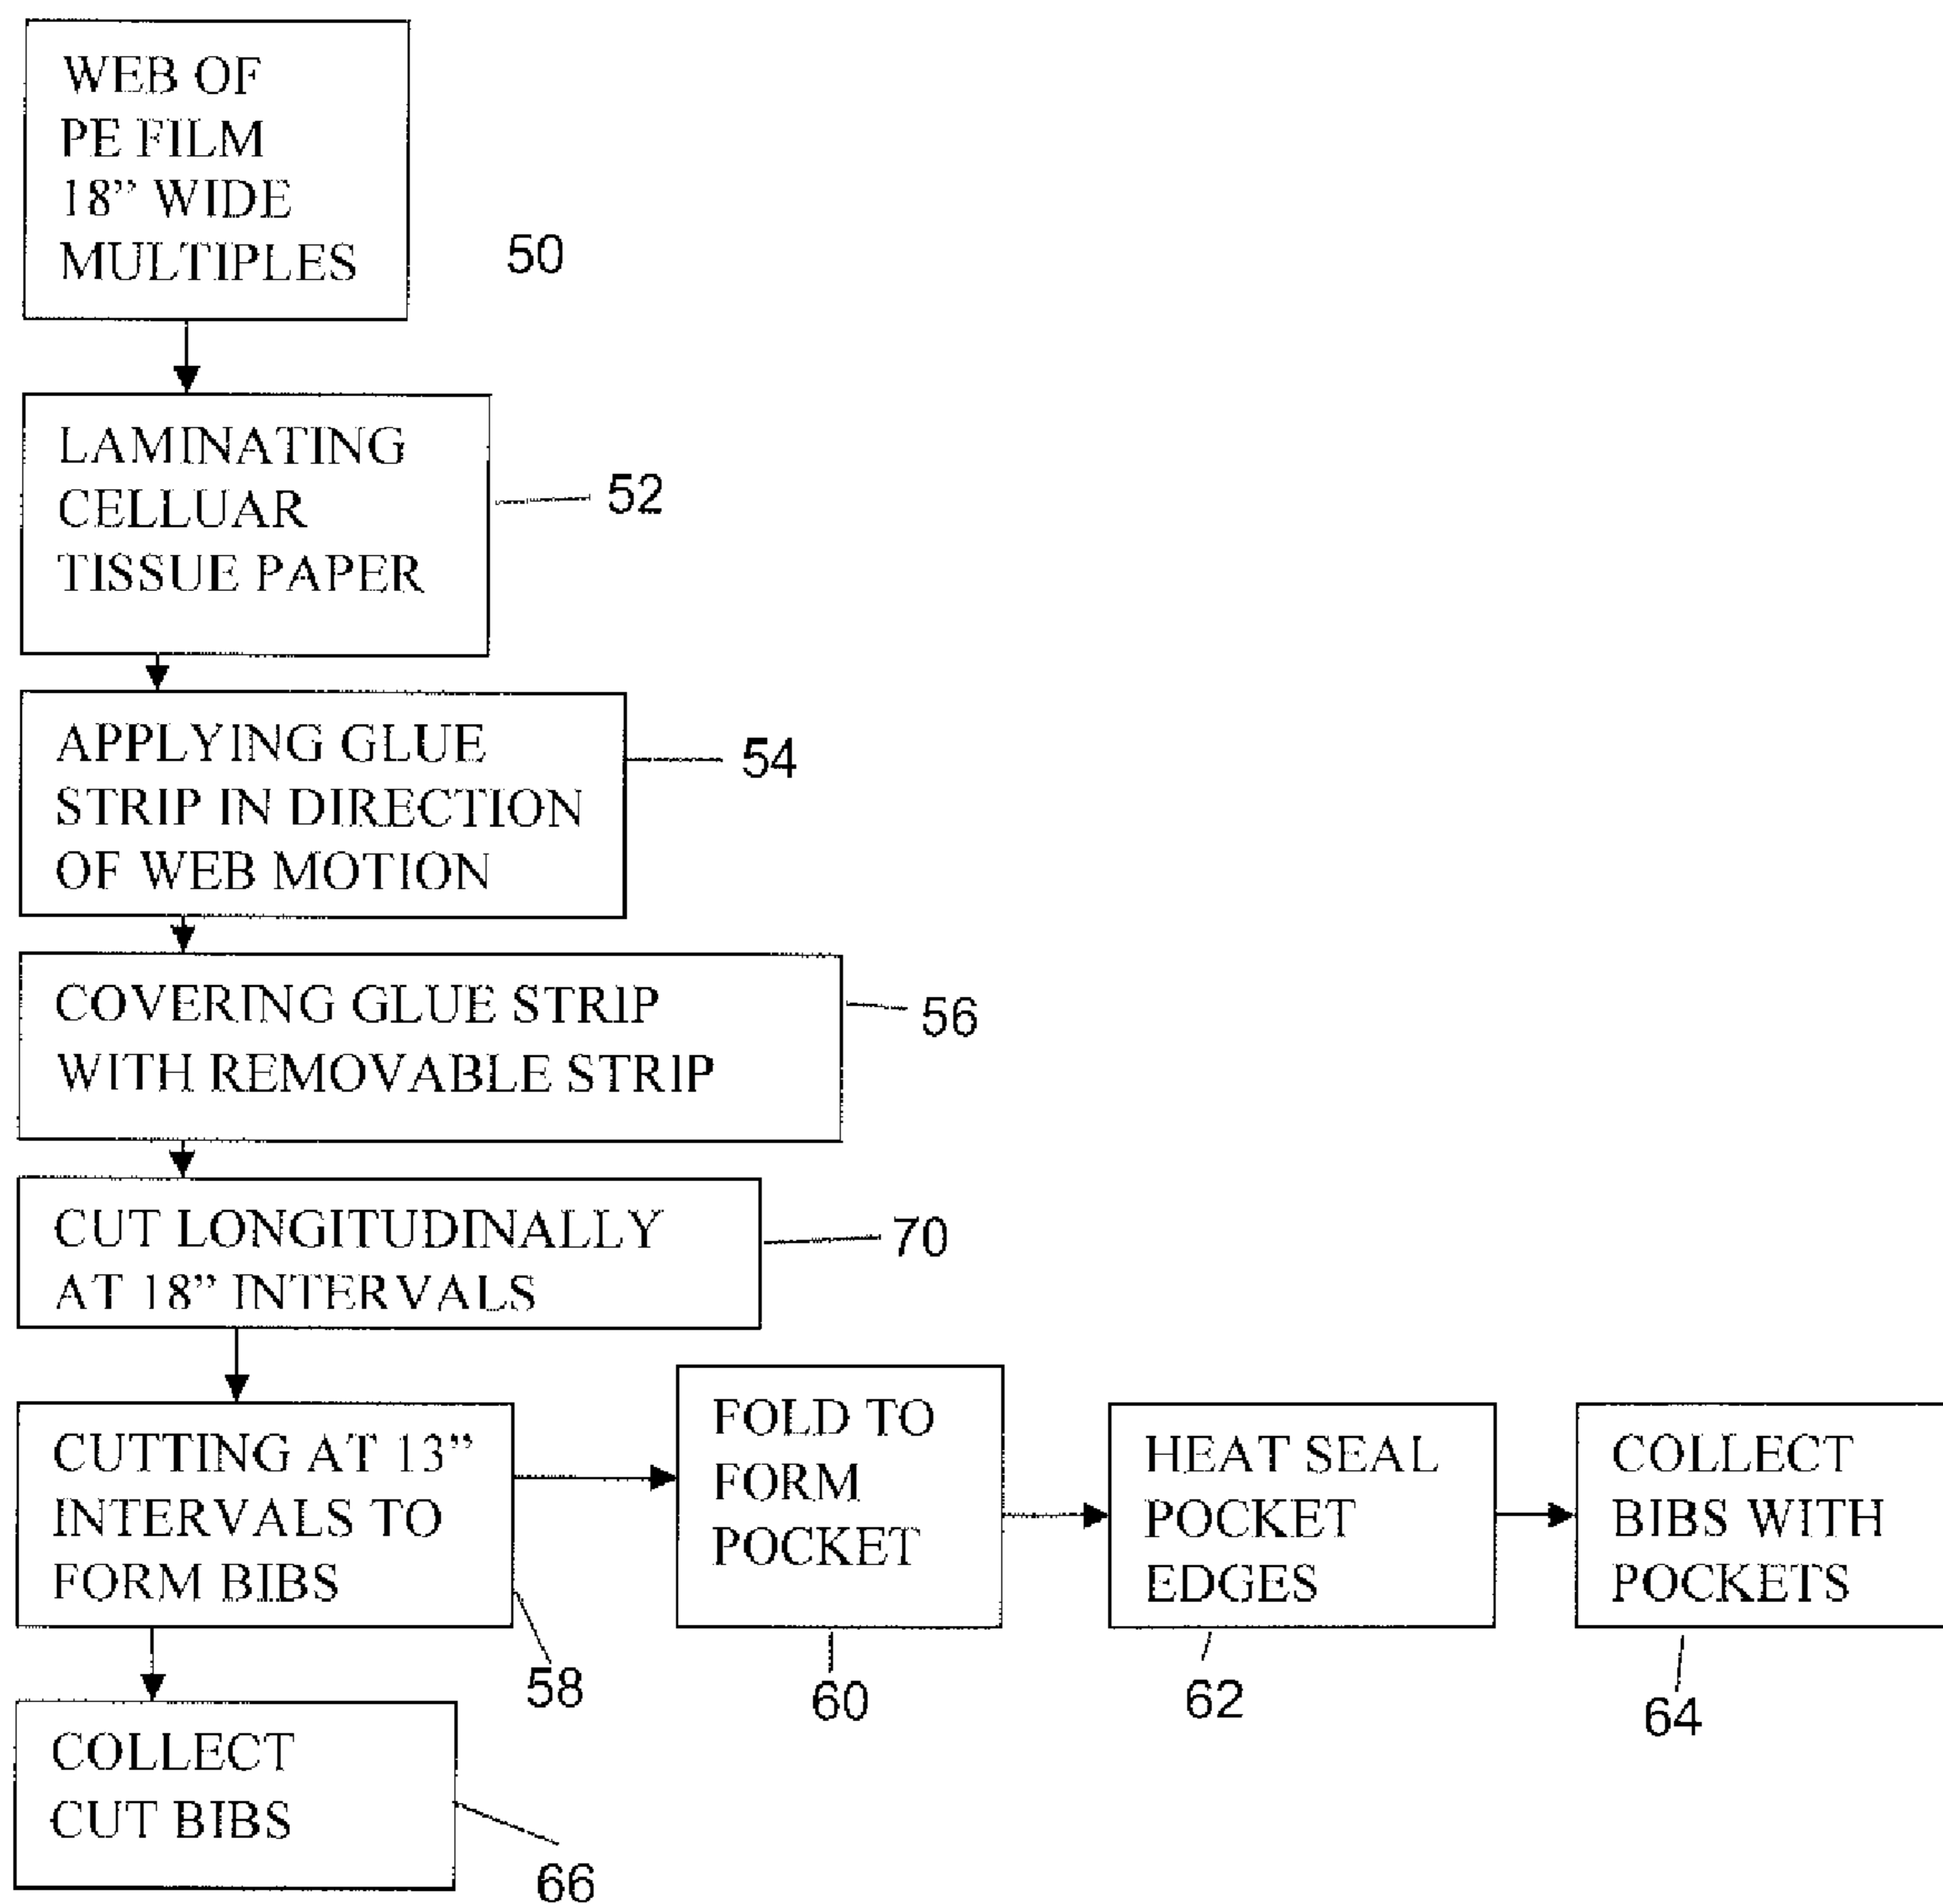 WEB OF
PE FILM
18” WIDE
MULTIPLES
50
LAMINATING
CELLUAR
TISSUE PAPER
52
APPLYING GLUE
STRIP IN DIRECTION
OF WEB MOTION
54
COVERING GLUE STRIP
WITH REMOVABLE STRIP
56
CUT LONGITUDINALLY
AT 18” INTERVALS
70
CUTTING AT 13”
INTERVALS TO
FORM BIBS
58
FOLD TO
FORM
POCKET
60
HEAT SEAL
POCKET
EDGES
62
COLLECT
BIBS WITH
POCKETS
64
COLLECT
CUT BIBS
66